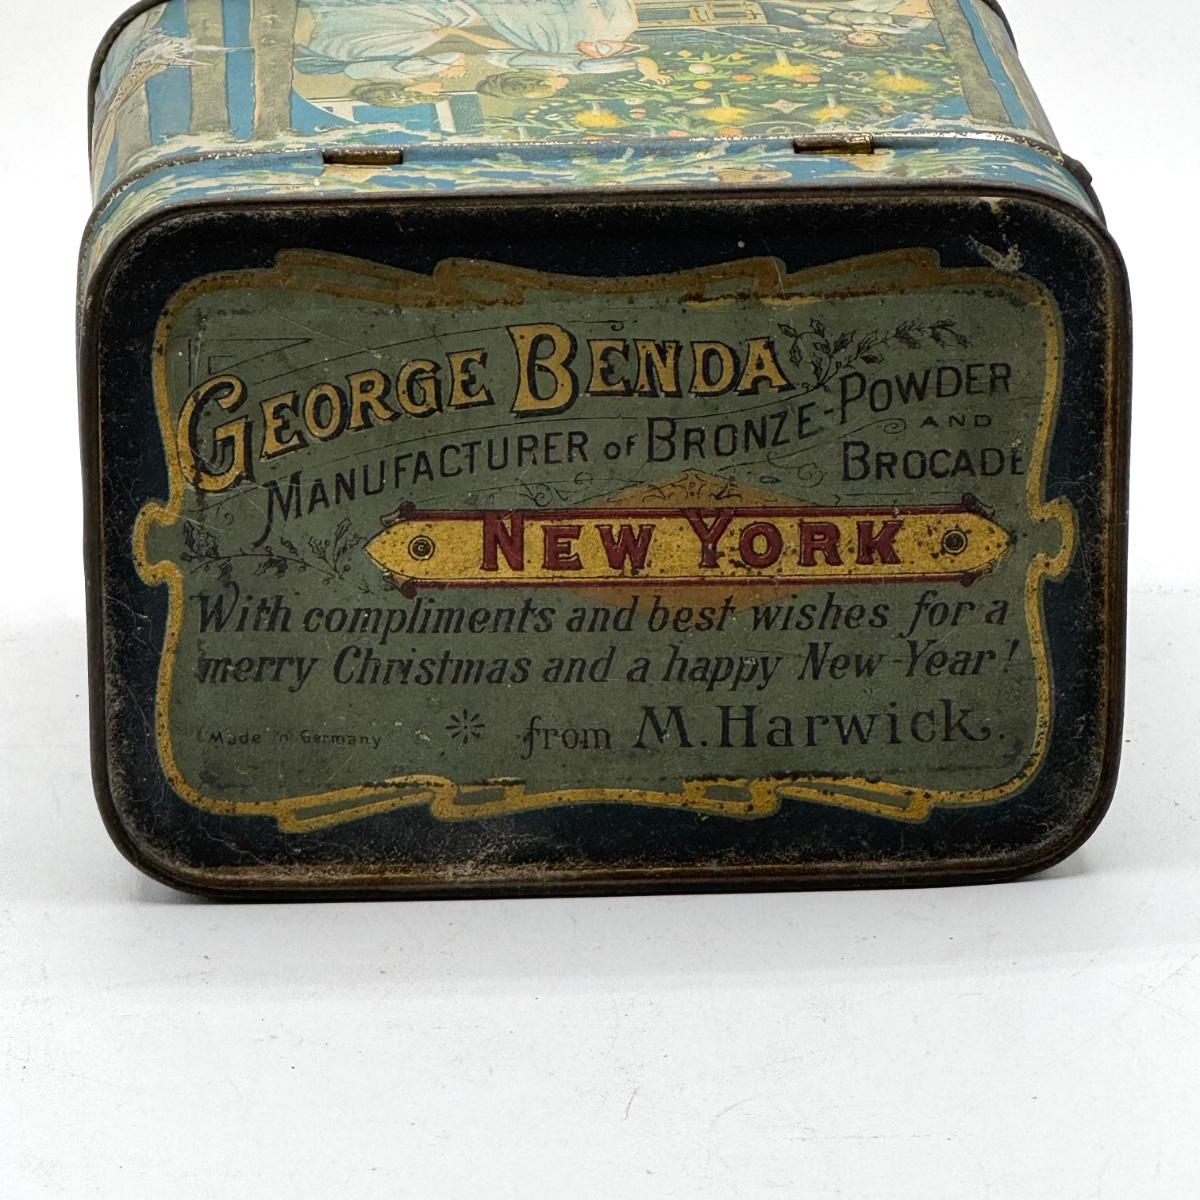 GEORGE BENDA
MANUFACTURER OF BRONZE-POWDER
AND
BROCADE
NEW YORK
With compliments and best wishes for a
merry Christmas and a happy New-Year!
from M. Harwick.
Made in Germany